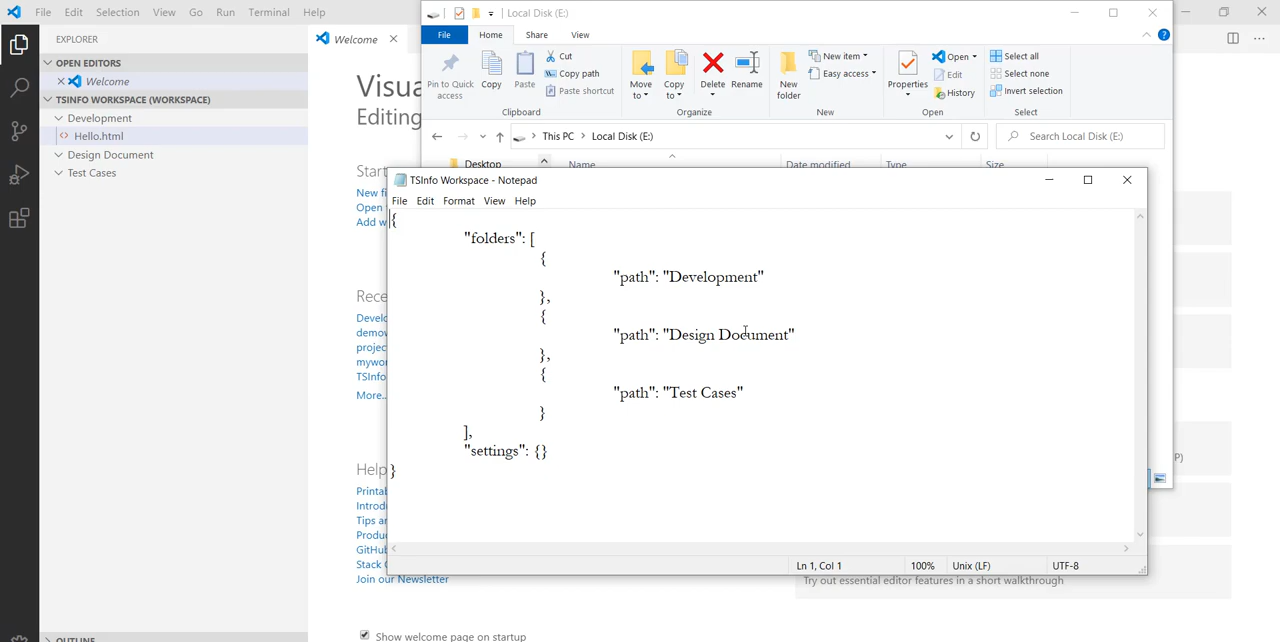 File Edit Selection View Go Run Terminal Help
EXPLORER
OPEN EDITORS
Welcome
TSINFO WORKSPACE (WORKSPACE)
Development
Hello.html
Design Document
Test Cases
OUTLINE
Welcome
Visua
Editing
Start
New fi
Open
Add w
Rece
Develo
demow
project
mywor
TSInfo
More..
Help
Printab
Introdu
Tips an
Produc
GitHub
Stack O
Join our Newsletter
Show welcome page on startup
Try out essential editor features in a short walkthrough
P)
Local Disk (E:)
File Home Share View
Pin to Quick access
Copy
Paste
Cut
Copy path
Paste shortcut
Clipboard
Move to
Copy to
Delete
Rename
Organize
New folder
New item
Easy access
New
Properties
Open
Edit
History
Open
Select all
Select none
Invert selection
Select
This PC Local Disk (E:)
Search Local Disk (E:)
Desktop
Name Date modified Type Size
TSInfo Workspace - Notepad
File Edit Format View Help
{
"folders": [
{
"path": "Development"
},
{
"path": "Design Document"
},
{
"path": "Test Cases"
}
],
"settings": {}
}
Ln 1, Col 1 100% Unix (LF) UTF-8